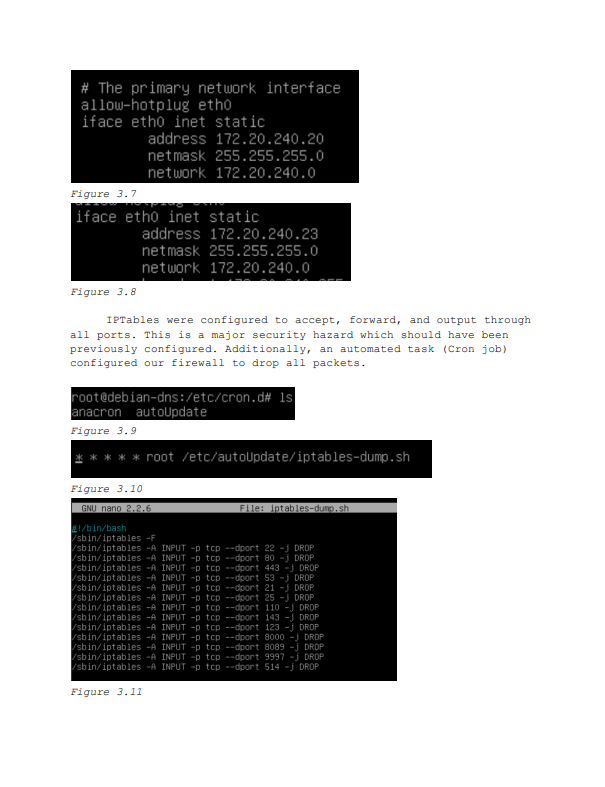 # The primary network interface
allow-hotplug eth0
iface eth0 inet static
address 172.20.240.20
netmask 255.255.255.0
network 172.20.240.0
Figure 3.7
iface eth0 inet static
address 172.20.240.23
netmask 255.255.255.0
network 172.20.240.0
Figure 3.8
IPTables were configured to accept, forward, and output through
all ports. This is a major security hazard which should have been
previously configured. Additionally, an automated task (Cron job)
configured our firewall to drop all packets.
root@debian-dns:/etc/cron.d# ls
anacron autoUpdate
Figure 3.9
* * * * * root /etc/autoUpdate/iptables-dump.sh
Figure 3.10
GNU nano 2.2.6 File: iptables-dump.sh
#!/bin/bash
/sbin/iptables -F
/sbin/iptables -A INPUT -p tcp --dport 22 -j DROP
/sbin/iptables -A INPUT -p tcp --dport 80 -j DROP
/sbin/iptables -A INPUT -p tcp --dport 443 -j DROP
/sbin/iptables -A INPUT -p tcp --dport 53 -j DROP
/sbin/iptables -A INPUT -p tcp --dport 21 -j DROP
/sbin/iptables -A INPUT -p tcp --dport 25 -j DROP
/sbin/iptables -A INPUT -p tcp --dport 110 -j DROP
/sbin/iptables -A INPUT -p tcp --dport 143 -j DROP
/sbin/iptables -A INPUT -p tcp --dport 123 -j DROP
/sbin/iptables -A INPUT -p tcp --dport 8000 -j DROP
/sbin/iptables -A INPUT -p tcp --dport 8089 -j DROP
/sbin/iptables -A INPUT -p tcp --dport 9997 -j DROP
/sbin/iptables -A INPUT -p tcp --dport 514 -j DROP
Figure 3.11